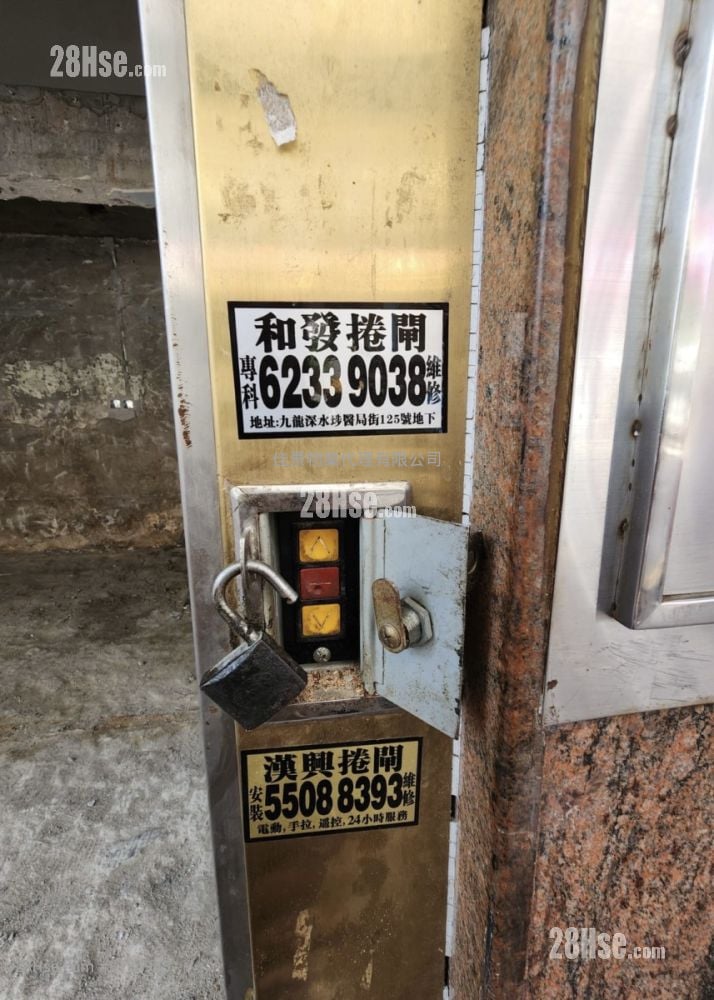 28Hse.com
和發捲閘
專科 6233 9038 維修
地址:九龍深水埗醫局街125號地下
28Hse.com
漢興捲閘
安裝 5508 8393 維修
電動,手拉,遙控,24小時服務
28Hse.com